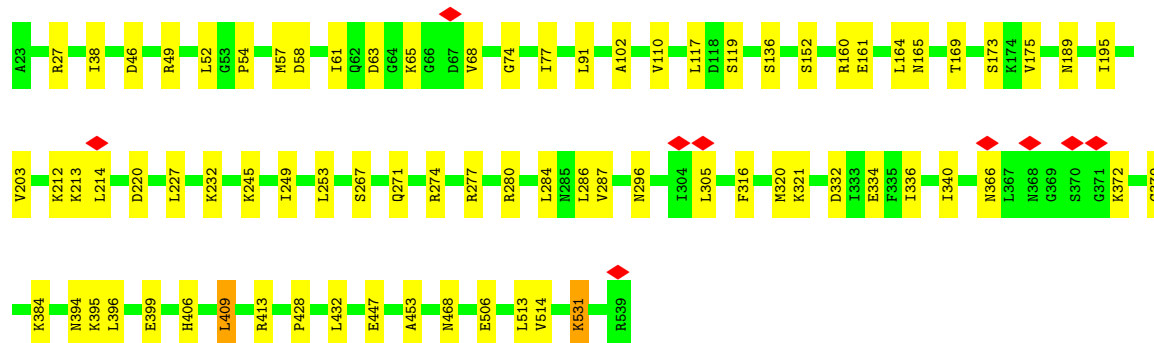 A23 R27 I38 D46 R49 L52 G53 P54 M57 D58 I61 Q62 D63 G64 K65 G66 D67 V68 G74 I77 L91 A102 V110 L117 D118 S119 S136 S152 R160 E161 L164 N165 T169 S173 K174 V175 N189 I195
V203 K212 K213 L214 D220 L227 K232 K245 I249 L253 S267 Q271 R274 R277 R280 L284 N285 L286 V287 N296 I304 L305 F316 M320 K321 D332 I333 E334 F335 I336 I340 N366 L367 N368 G369 S370 G371 K372
K384 N394 K395 L396 E399 H406 L409 R413 P428 L432 E447 A453 N468 E506 L513 V514 K531 R539